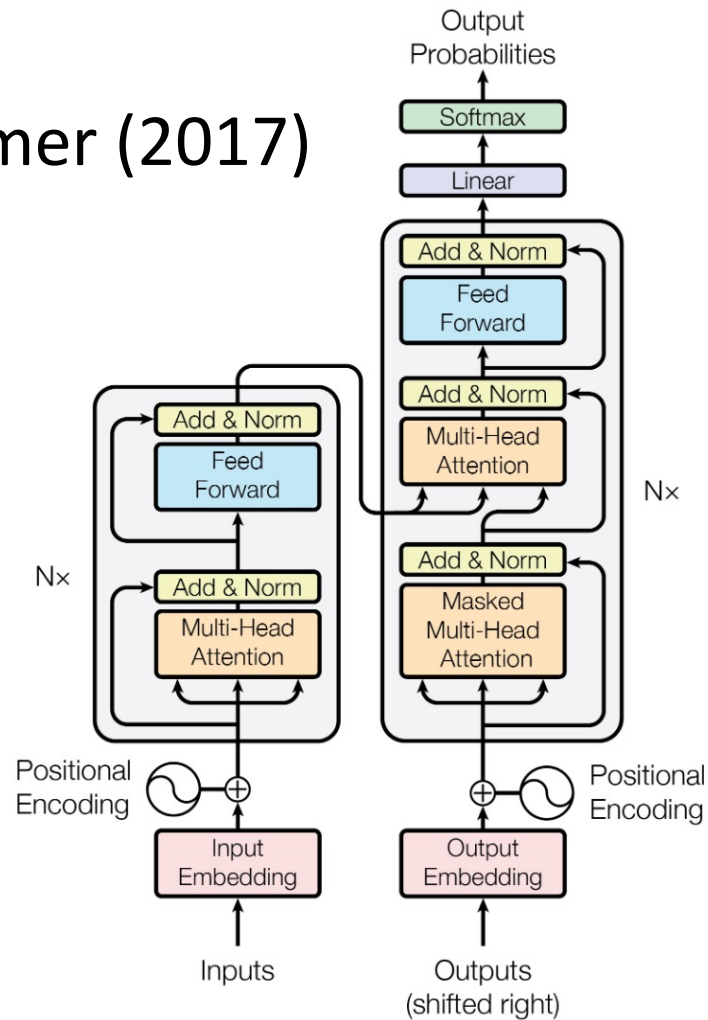 mer (2017)
Output
Probabilities
Softmax
Linear
Add & Norm
Feed
Forward
Add & Norm
Multi-Head
Attention
Nx
Add & Norm
Masked
Multi-Head
Attention
Add & Norm
Feed
Forward
Nx
Add & Norm
Multi-Head
Attention
Positional
Encoding
Positional
Encoding
Input
Embedding
Output
Embedding
Inputs
Outputs
(shifted right)